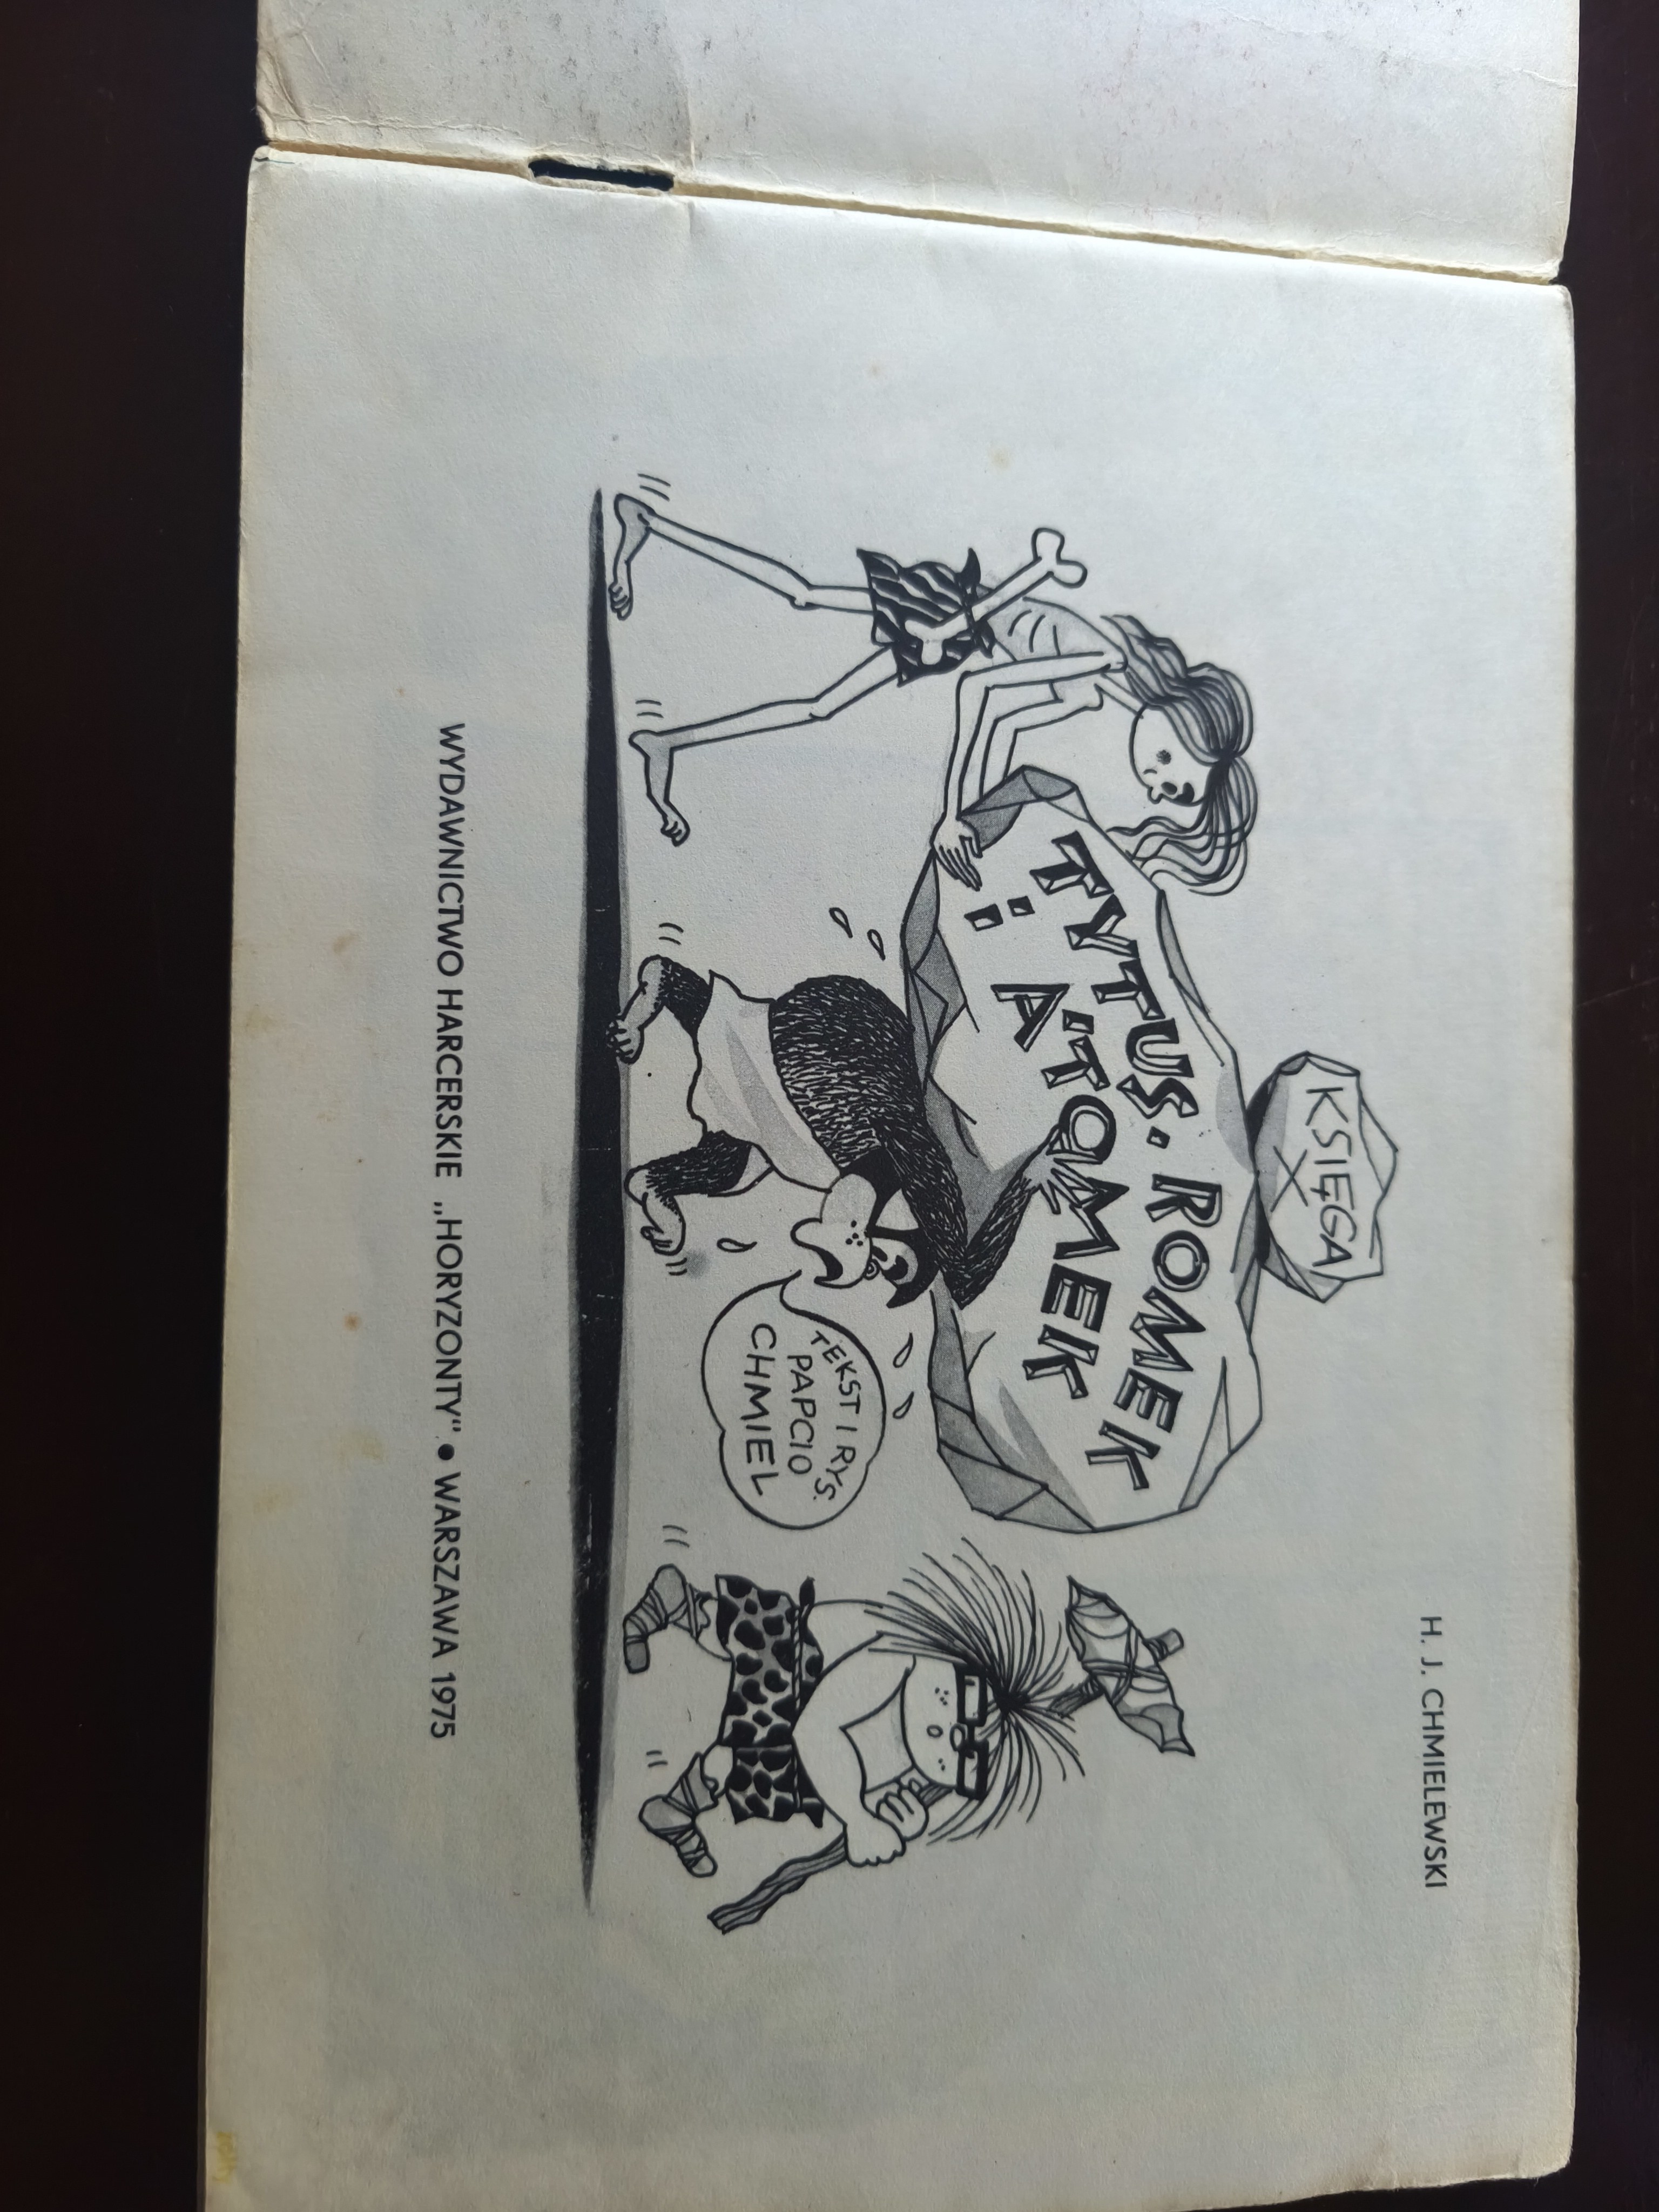 H. J. CHMIELEWSKI
KSIĘGA
X
TYTUS. ROMEK
i A'TOMEK
TEKST I RYS.
PAPCIO
CHMIEL
WYDAWNICTWO HARCERSKIE „HORYZONTY" ● WARSZAWA 1975